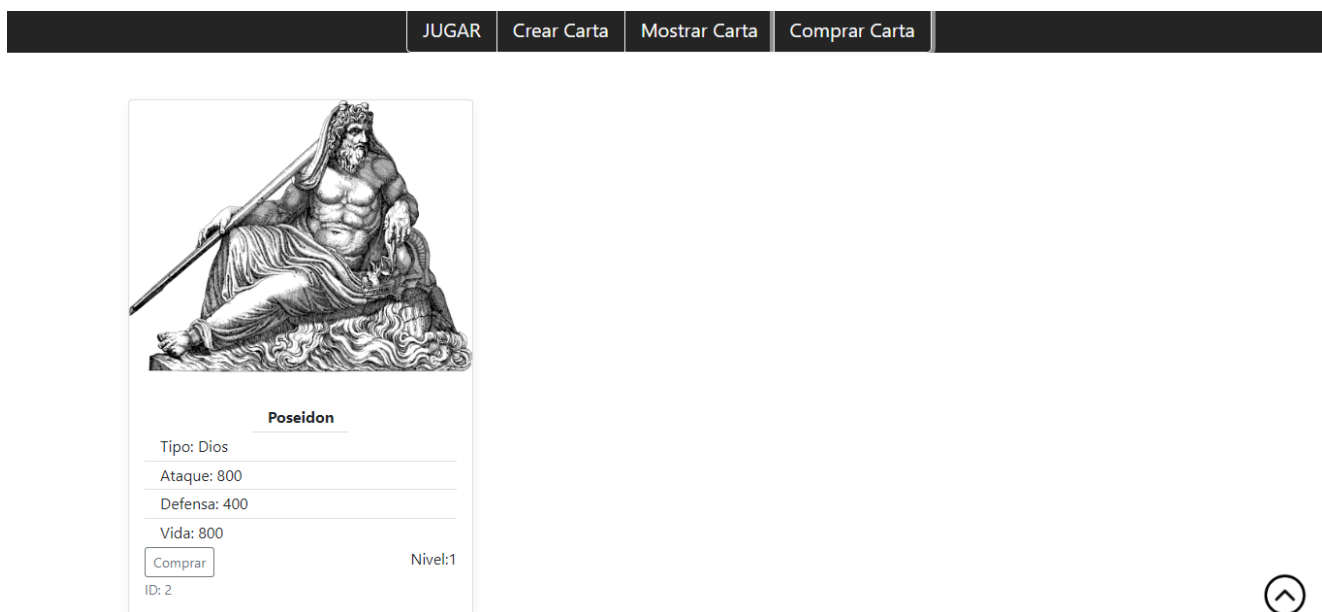 JUGAR Crear Carta Mostrar Carta Comprar Carta
Poseidon
Tipo: Dios
Ataque: 800
Defensa: 400
Vida: 800
Comprar Nivel:1
ID: 2